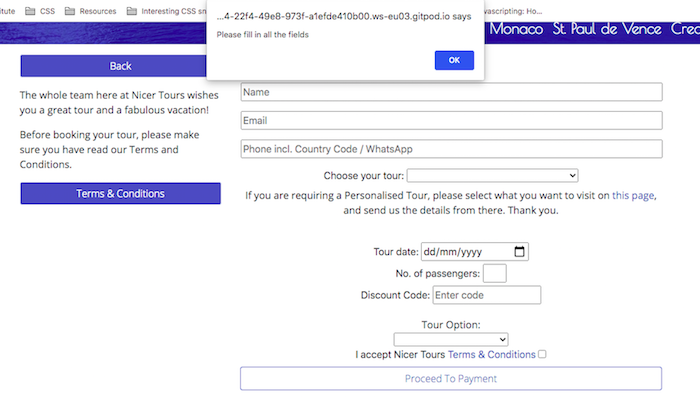 itute CSS Resources Interesting CSS sn
vascripting: Ho...
...4-22f4-49e8-973f-a1efde410b00.ws-eu03.gitpod.io says
Please fill in all the fields
OK
Monaco St. Paul de Vence Cred
Back
The whole team here at Nicer Tours wishes
you a great tour and a fabulous vacation!
Before booking your tour, please make
sure you have read our Terms and
Conditions.
Terms & Conditions
Name
Email
Phone incl. Country Code / WhatsApp
Choose your tour:
If you are requiring a Personalised Tour, please select what you want to visit on this page,
and send us the details from there. Thank you.
Tour date: dd/mm/yyyy
No. of passengers:
Discount Code: Enter code
Tour Option:
I accept Nicer Tours Terms & Conditions
Proceed To Payment